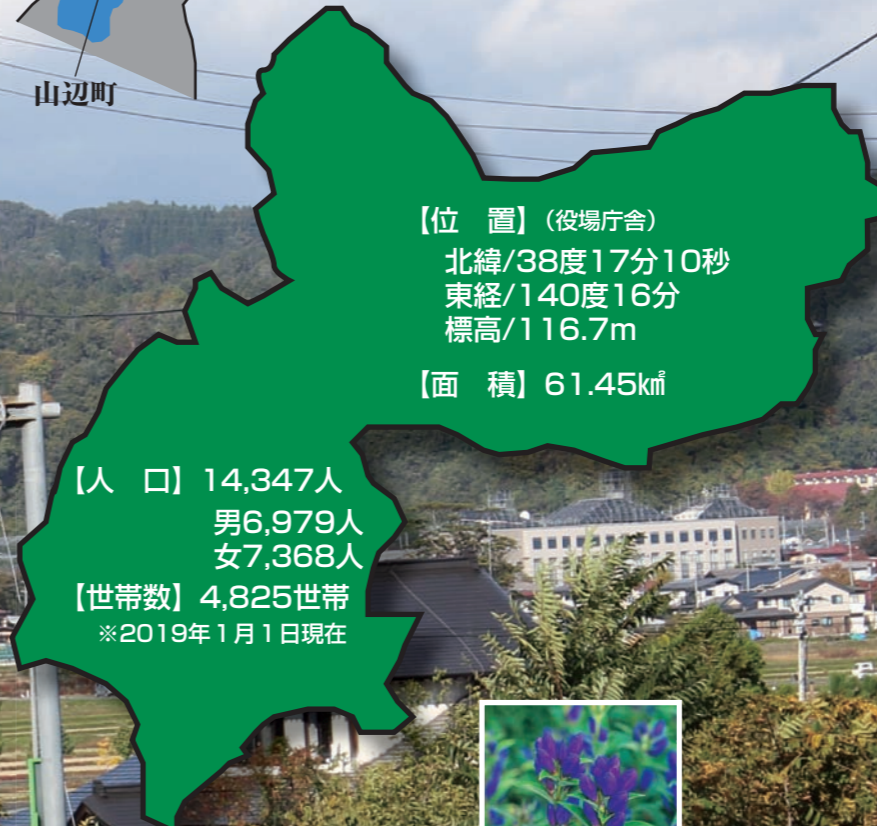 山辺町
【位　置】（役場庁舎）
北緯/38度17分10秒
東経/140度16分
標高/116.7m
【面　積】61.45㎢
【人　口】14,347人
男6,979人
女7,368人
【世帯数】4,825世帯
※2019年1月1日現在